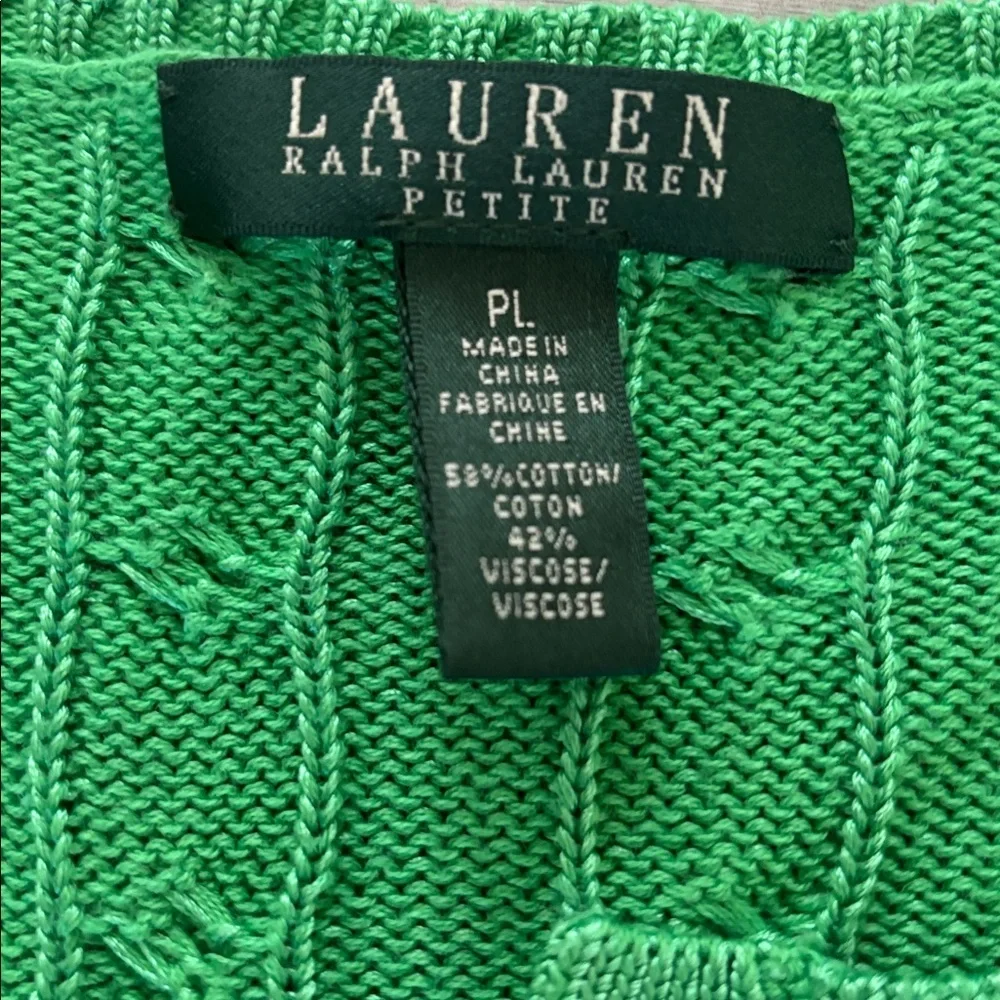 LAUREN
RALPH LAUREN
PETITE
PL
MADE IN
CHINA
FABRIQUE EN
CHINE
58%COTTON/
COTON
42%
VISCOSE/
VISCOSE